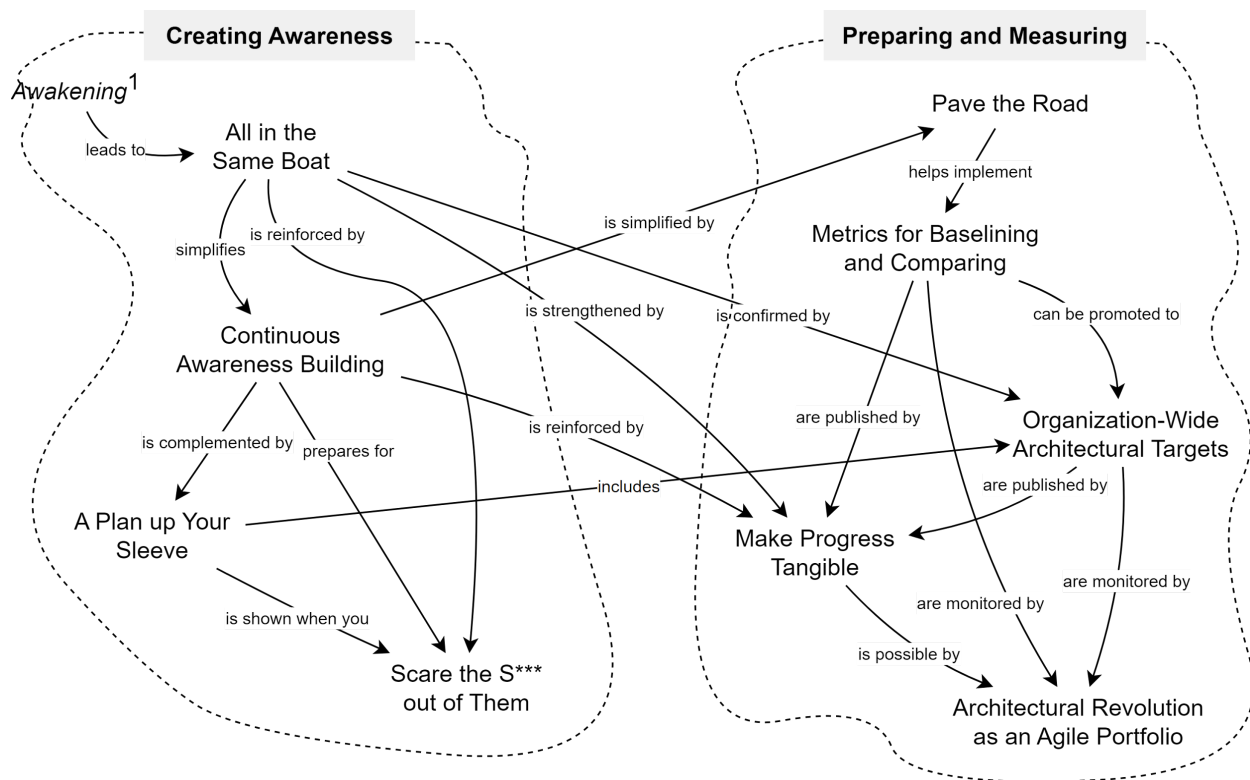 Creating Awareness
Preparing and Measuring
Awakening1
leads to
All in the
Same Boat
simplifies
is reinforced by
Continuous
Awareness Building
is complemented by
prepares for
A Plan up Your
Sleeve
is shown when you
Scare the S***
out of Them
is simplified by
is strengthened by
is confirmed by
is reinforced by
includes
Pave the Road
helps implement
Metrics for Baselining
and Comparing
can be promoted to
are published by
Organization-Wide
Architectural Targets
are published by
Make Progress
Tangible
are monitored by
are monitored by
is possible by
Architectural Revolution
as an Agile Portfolio